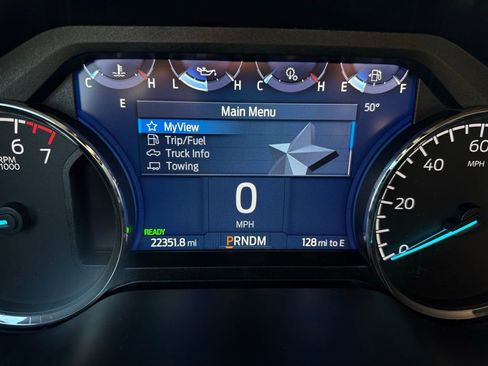 C H L H C H E F
E
50°
Main Menu
MyView
Trip/Fuel
Truck Info
Towing
6
7
RPM
1000
0
MPH
READY
22351.8 mi
PRNDM
128 mi to E
60
MPH
40
20
0